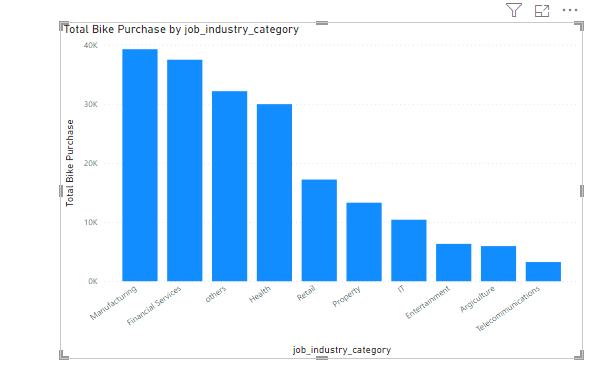 Total Bike Purchase by job_industry_category
Total Bike Purchase
40K
30K
20K
10K
0K
Manufacturing
Financial Services
others
Health
Retail
Property
IT
Entertainment
Argiculture
Telecommunications
job_industry_category